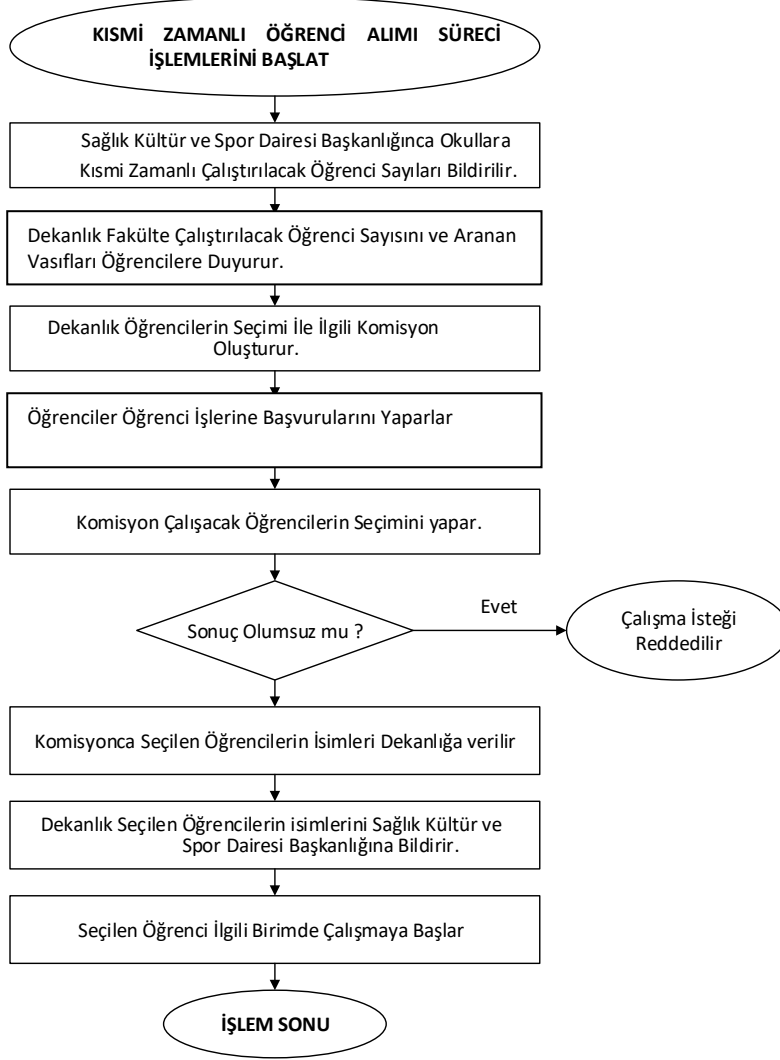 KISMİ ZAMANLI ÖĞRENCİ ALIMI SÜRECİ
İŞLEMLERİNİ BAŞLAT
Sağlık Kültür ve Spor Dairesi Başkanlığınca Okullara
Kısmi Zamanlı Çalıştırılacak Öğrenci Sayıları Bildirilir.
Dekanlık Fakülte Çalıştırılacak Öğrenci Sayısını ve Aranan
Vasıfları Öğrencilere Duyurur.
Dekanlık Öğrencilerin Seçimi İle İlgili Komisyon
Oluşturur.
Öğrenciler Öğrenci İşlerine Başvurularını Yaparlar
Komisyon Çalışacak Öğrencilerin Seçimini yapar.
Sonuç Olumsuz mu ?
Evet
Çalışma İsteği
Reddedilir
Komisyonca Seçilen Öğrencilerin İsimleri Dekanlığa verilir
Dekanlık Seçilen Öğrencilerin isimlerini Sağlık Kültür ve
Spor Dairesi Başkanlığına Bildirir.
Seçilen Öğrenci İlgili Birimde Çalışmaya Başlar
İŞLEM SONU